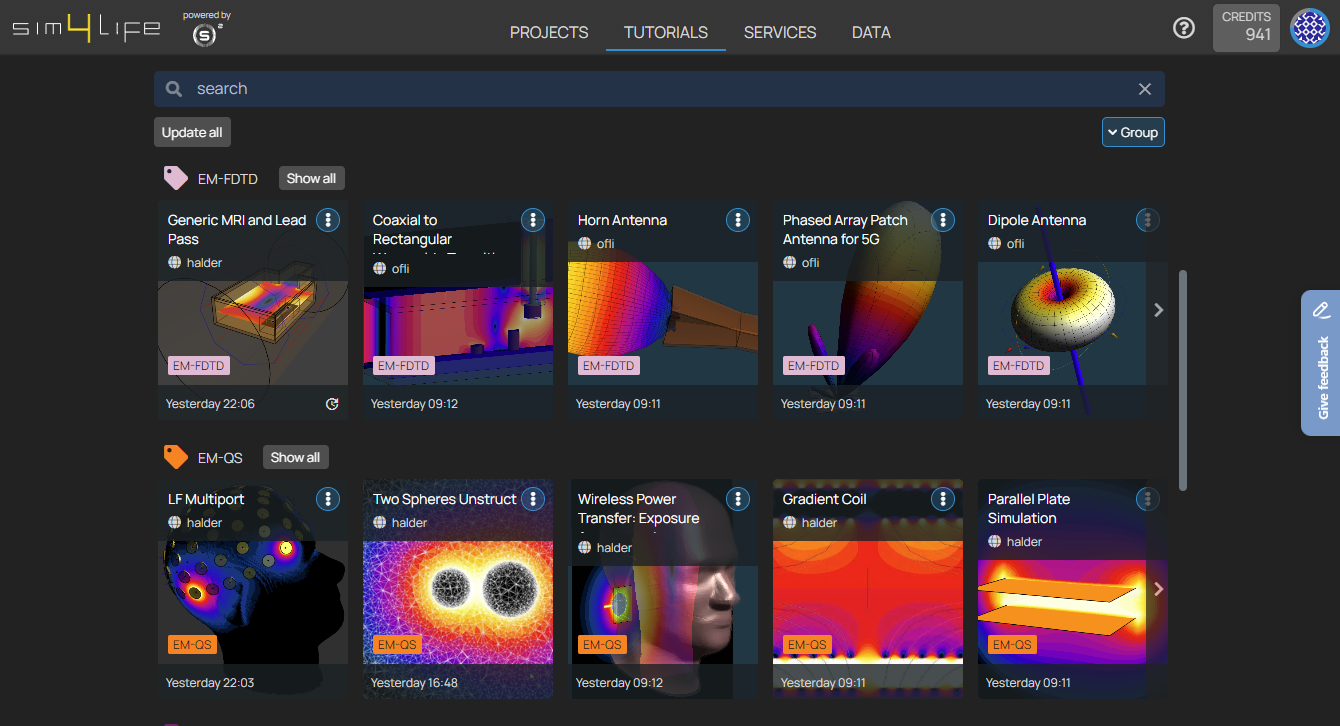 sim4Life
powered by
S²
PROJECTS
TUTORIALS
SERVICES
DATA
CREDITS
941
search
Update all
Group
EM-FDTD
Show all
Generic MRI and Lead
Pass
halder
EM-FDTD
Yesterday 22:06
Coaxial to
Rectangular
ofli
EM-FDTD
Yesterday 09:12
Horn Antenna
ofli
EM-FDTD
Yesterday 09:11
Phased Array Patch
Antenna for 5G
ofli
EM-FDTD
Yesterday 09:11
Dipole Antenna
ofli
EM-FDTD
Yesterday 09:11
Give feedback
EM-QS
Show all
LF Multiport
halder
EM-QS
Yesterday 22:03
Two Spheres Unstruct
halder
EM-QS
Yesterday 16:48
Wireless Power
Transfer: Exposure
halder
EM-QS
Yesterday 09:12
Gradient Coil
halder
EM-QS
Yesterday 09:11
Parallel Plate
Simulation
halder
EM-QS
Yesterday 09:11